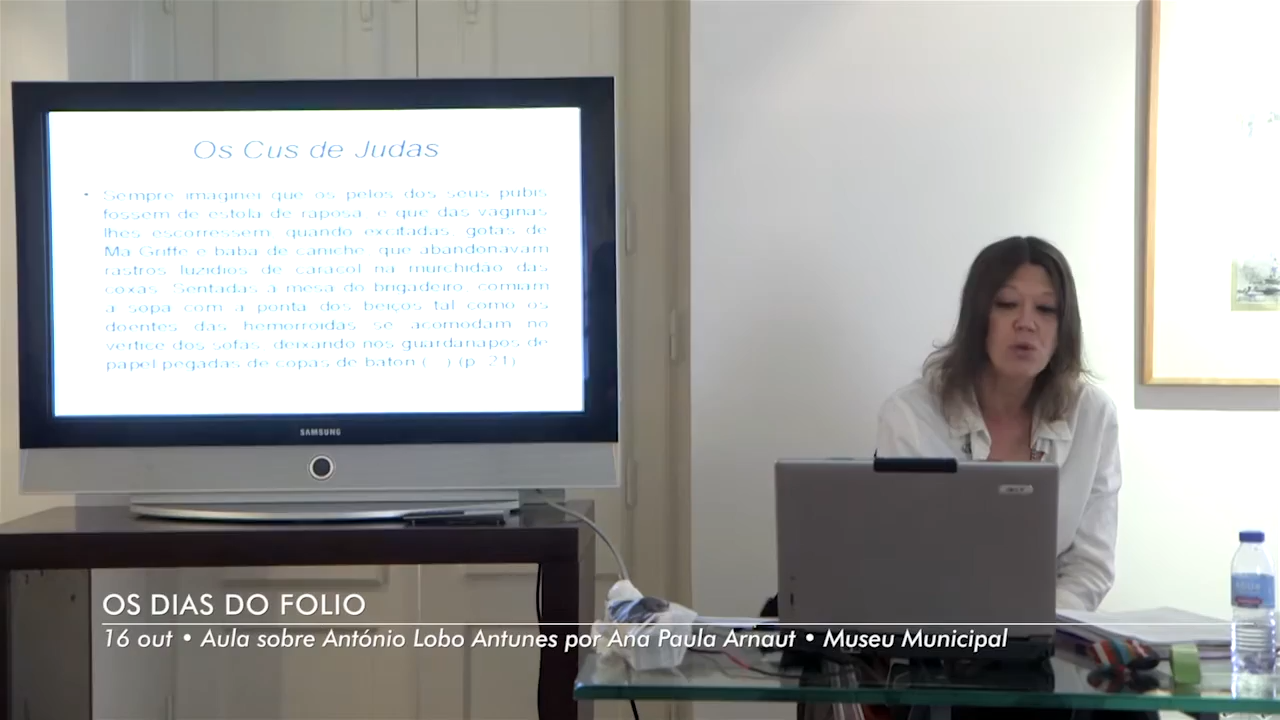 Os Cus de Judas
• Sempre imaginei que os pelos dos seus pubis
fossem de estola de raposa, e que das vaginas
lhes escorressem, quando excitadas, gotas de
Ma Griffe e baba de caniche, que abandonavam
rastros luzidios de caracol na murchidão das
coxas. Sentadas à mesa do brigadeiro, comiam
a sopa com a ponta dos beiços tal como os
doentes das hemorroidas se acomodam no
vértice dos sofás, deixando nos guardanapos de
papel pegadas de copas de bâton (...) (p. 21)
SAMSUNG
acer
OS DIAS DO FOLIO
16 out • Aula sobre António Lobo Antunes por Ana Paula Arnaut • Museu Municipal